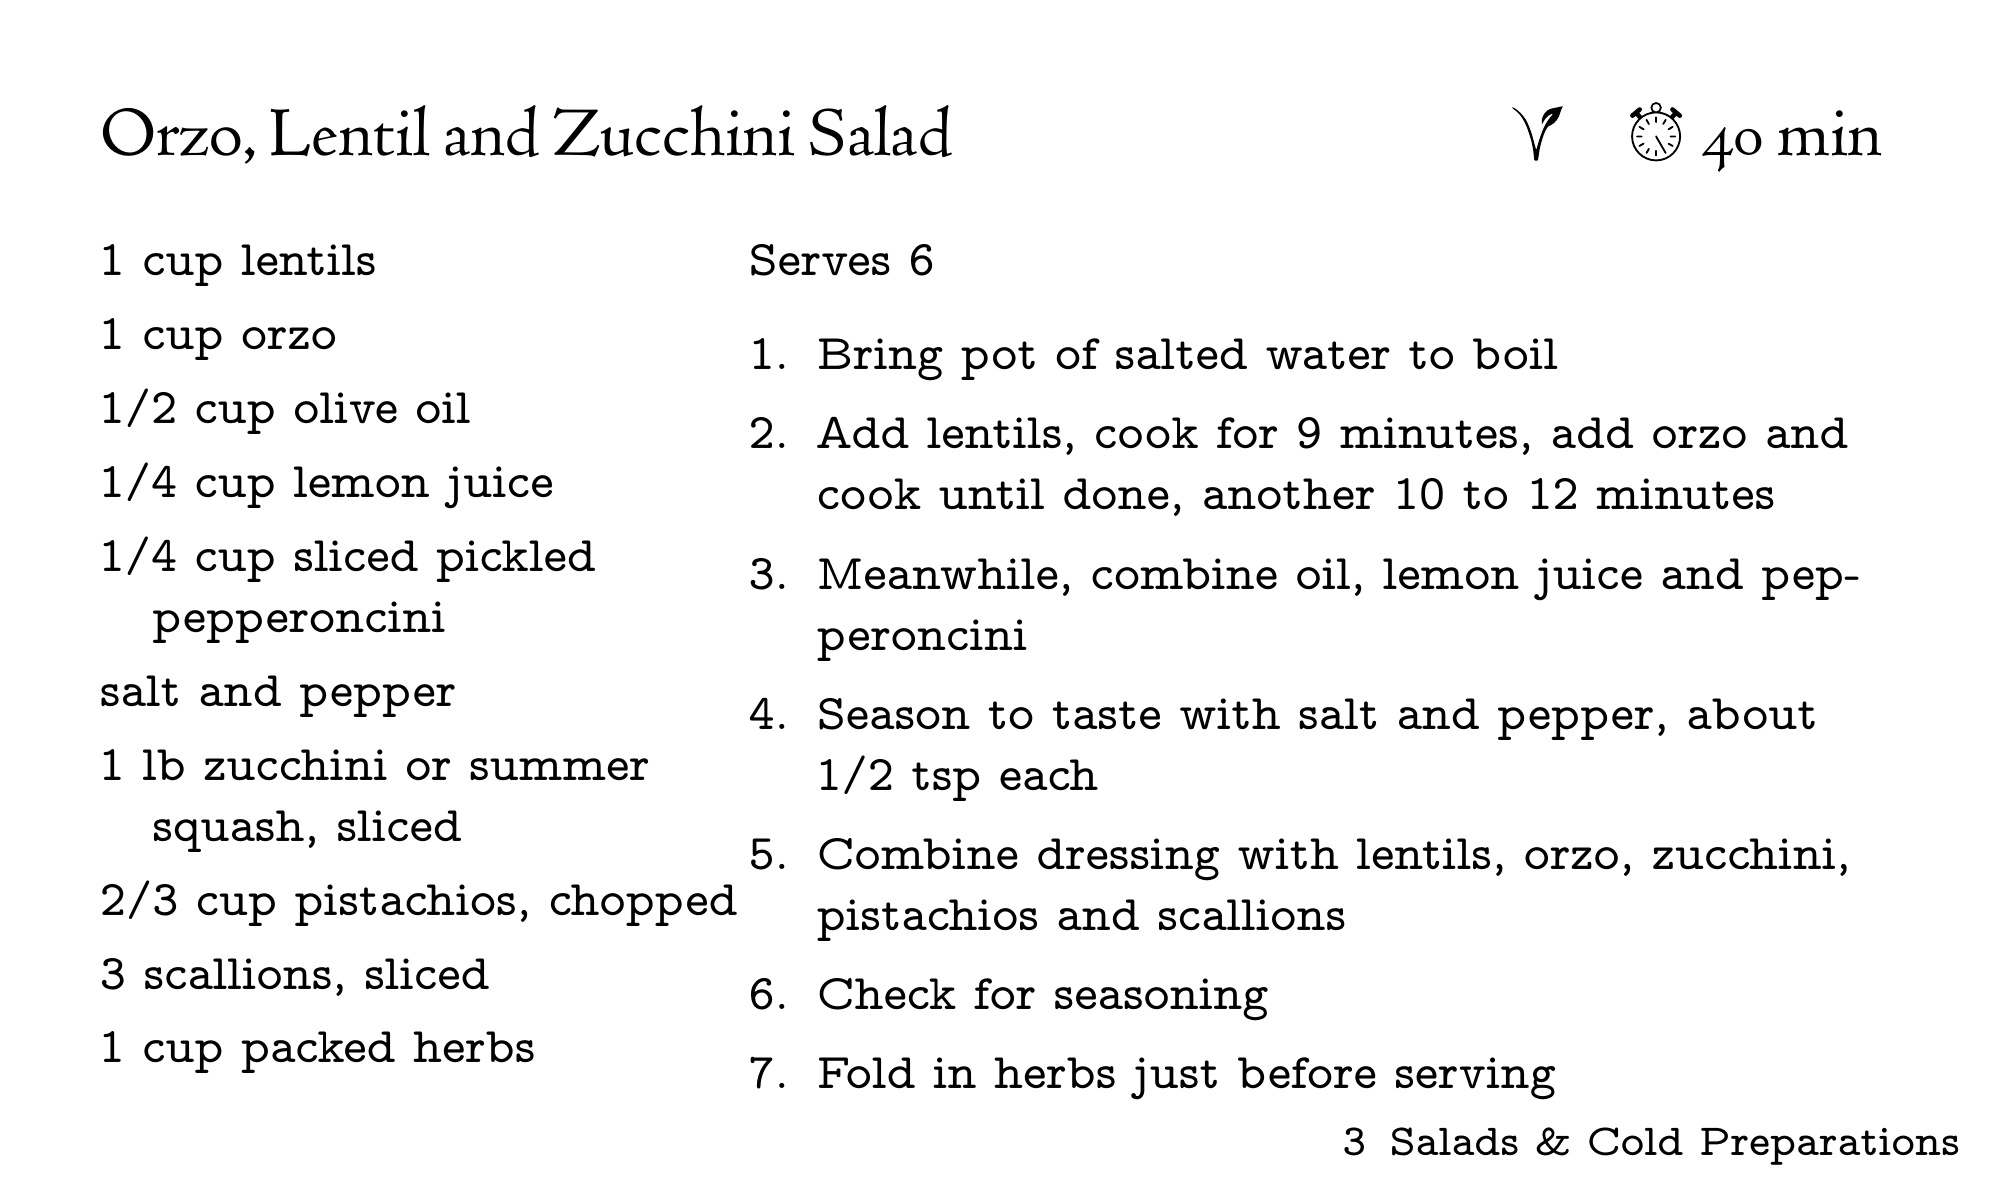 Orzo, Lentil and Zucchini Salad
40 min
1 cup lentils
1 cup orzo
1/2 cup olive oil
1/4 cup lemon juice
1/4 cup sliced pickled
pepperoncini
salt and pepper
1 lb zucchini or summer
squash, sliced
2/3 cup pistachios, chopped
3 scallions, sliced
1 cup packed herbs
Serves 6
1. Bring pot of salted water to boil
2. Add lentils, cook for 9 minutes, add orzo and
cook until done, another 10 to 12 minutes
3. Meanwhile, combine oil, lemon juice and pep-
peroncini
4. Season to taste with salt and pepper, about
1/2 tsp each
5. Combine dressing with lentils, orzo, zucchini,
pistachios and scallions
6. Check for seasoning
7. Fold in herbs just before serving
3 Salads & Cold Preparations